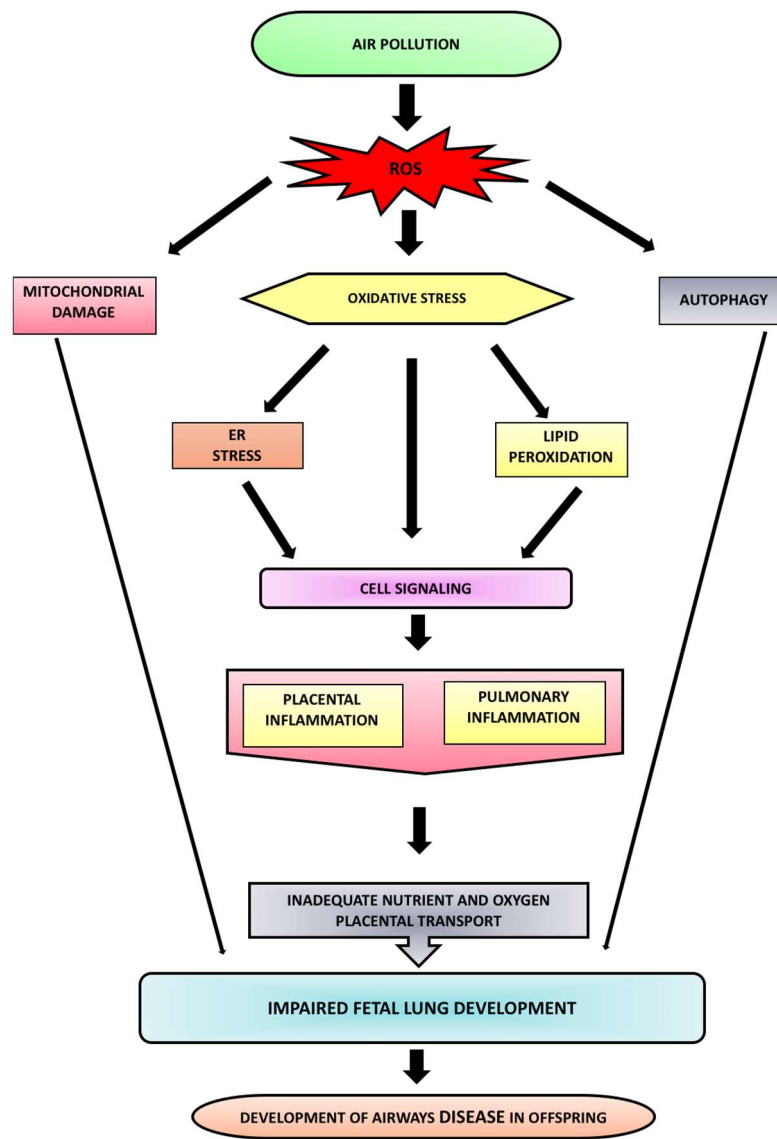 AIR POLLUTION
ROS
MITOCHONDRIAL
DAMAGE
OXIDATIVE STRESS
AUTOPHAGY
ER
STRESS
LIPID
PEROXIDATION
CELL SIGNALING
PLACENTAL
INFLAMMATION
PULMONARY
INFLAMMATION
INADEQUATE NUTRIENT AND OXYGEN
PLACENTAL TRANSPORT
IMPAIRED FETAL LUNG DEVELOPMENT
DEVELOPMENT OF AIRWAYS DISEASE IN OFFSPRING